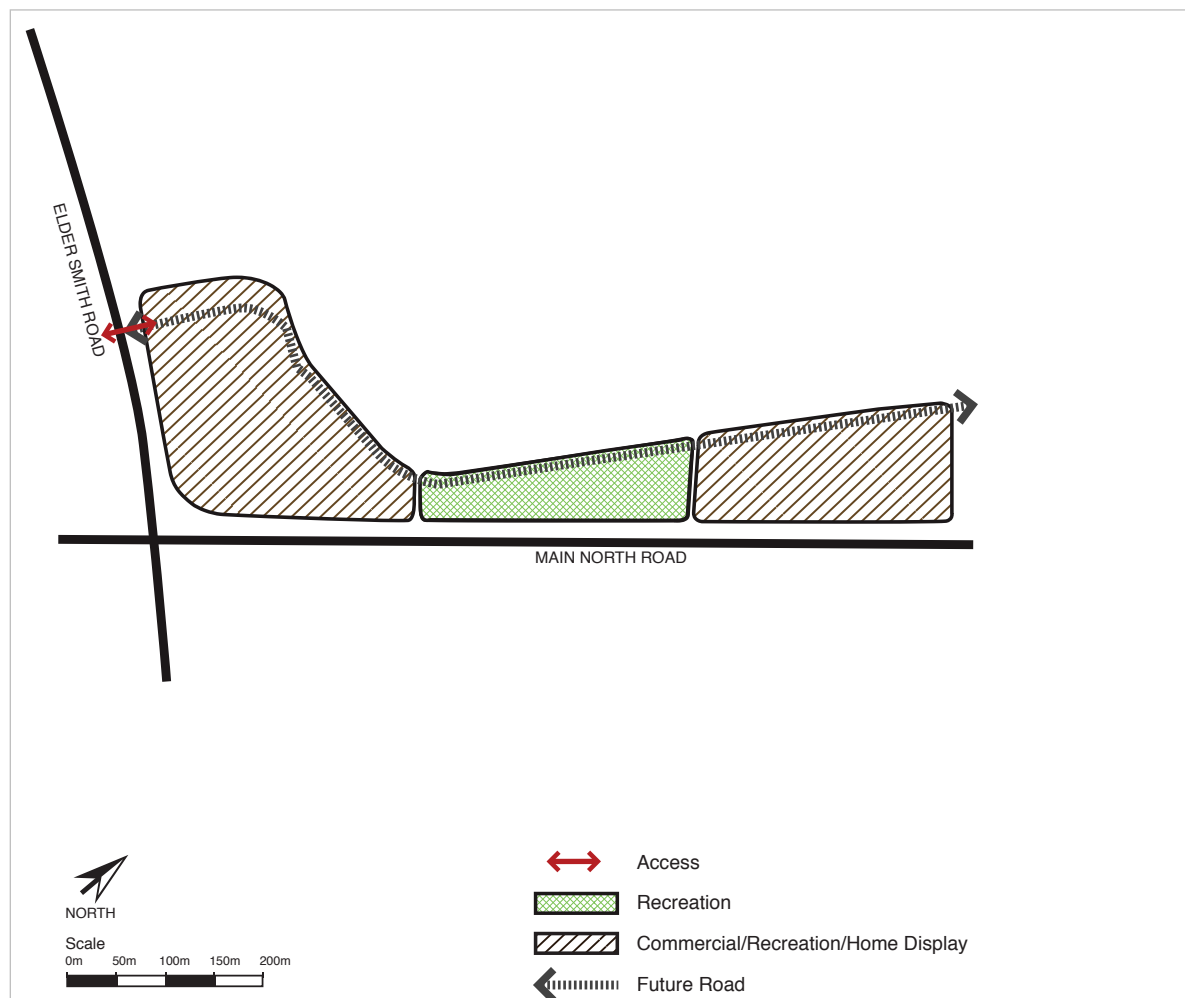 ELDER SMITH ROAD
MAIN NORTH ROAD
NORTH
Scale
0m 50m 100m 150m 200m
Access
Recreation
Commercial/Recreation/Home Display
Future Road